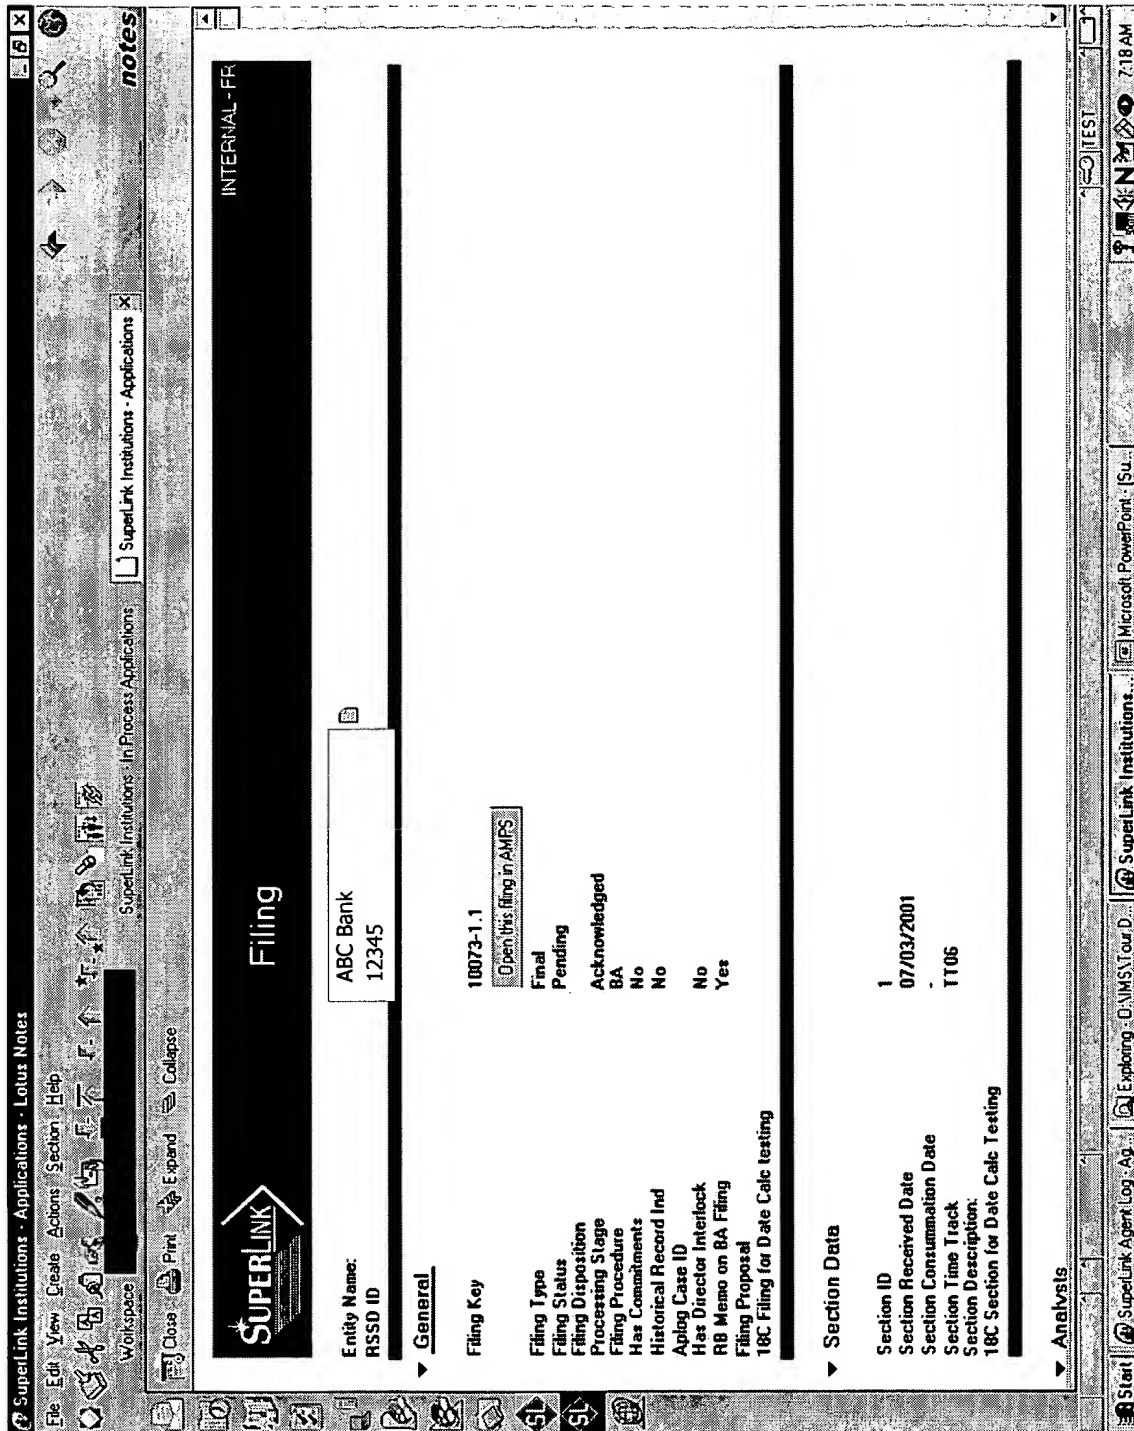 SuperLink Institutions - Applications - Lotus Notes
File Edit View Create Actions Section Help
notes
Workspace
SuperLink Institutions - In Process Applications
SuperLink Institutions - Applications
Close Print Expand Collapse
SUPERLINK
Filing
INTERNAL - FR
Entity Name: ABC Bank
RSSD ID 12345
General
Filing Key 10073-1.1
Open this filing in AMPS
Filing Type Final
Filing Status Pending
Filing Disposition
Processing Stage Acknowledged
Filing Procedure BA
Has Commitments No
Historical Record Ind No
Aplog Case ID
Has Director Interlock No
RB Memo on BA Filing Yes
Filing Proposal
18C Filing for Date Calc testing
Section Data
Section ID 1
Section Received Date 07/03/2001
Section Consummation Date -
Section Time Track TT06
Section Description:
18C Section for Date Calc Testing
Analysts
TEST
Start
SuperLink Agent Log : Ag...
Exploring - D:\IMS\Tour D...
SuperLink Institutions...
Microsoft PowerPoint - [Su...
7:18 AM